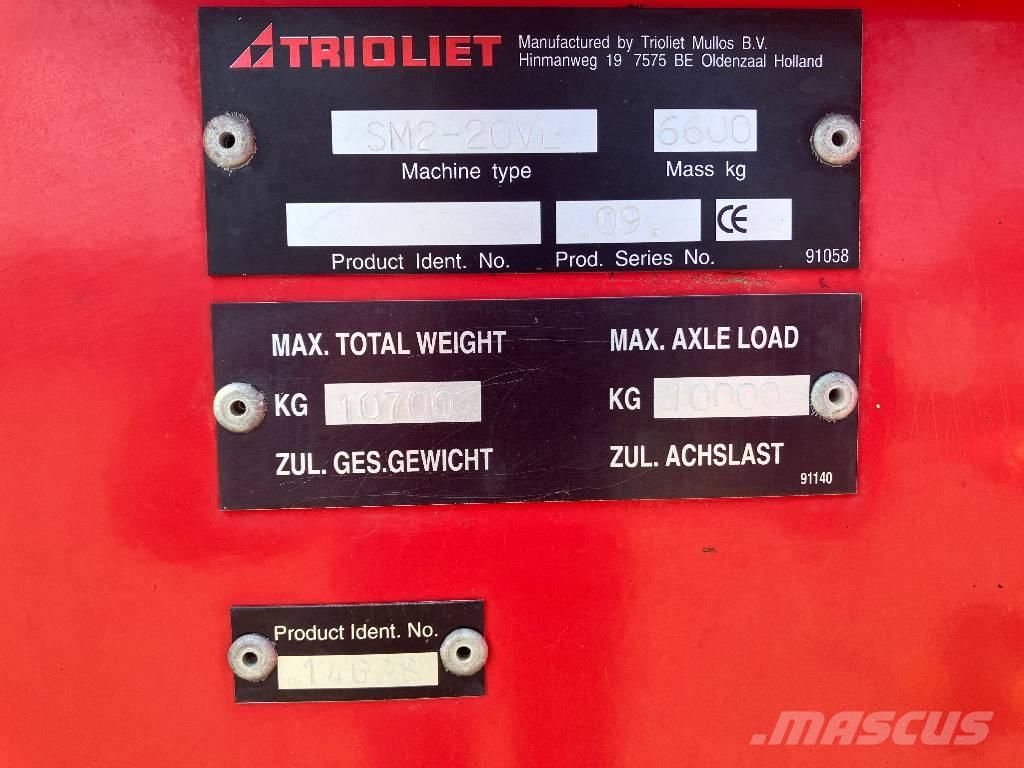 TRIOLIET
Manufactured by Trioliet Mullos B.V.
Hinmanweg 19 7575 BE Oldenzaal Holland
SM2-20VL 6600
Machine type Mass kg
.09. CE
Product Ident. No. Prod. Series No. 91058
MAX. TOTAL WEIGHT MAX. AXLE LOAD
KG 10700 KG 10000
ZUL. GES.GEWICHT ZUL. ACHSLAST
91140
Product Ident. No.
.MASCUS